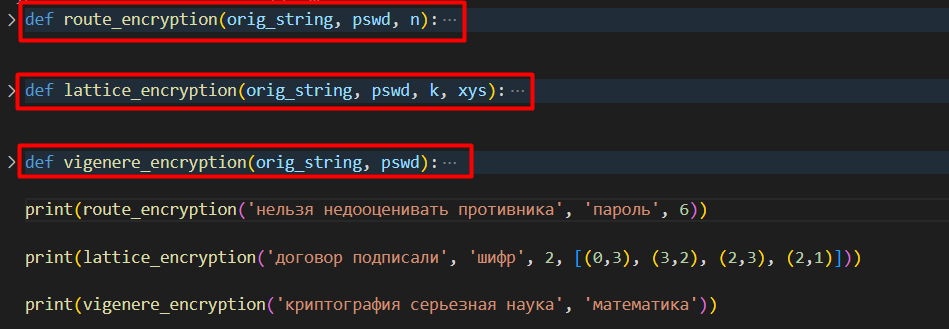 def route_encryption(orig_string, pswd, n):···
def lattice_encryption(orig_string, pswd, k, xys):···
def vigenere_encryption(orig_string, pswd):···
print(route_encryption('нельзя недооценивать противника', 'пароль', 6))
print(lattice_encryption('договор подписали', 'шифр', 2, [(0,3), (3,2), (2,3), (2,1)]))
print(vigenere_encryption('криптография серьезная наука', 'математика'))